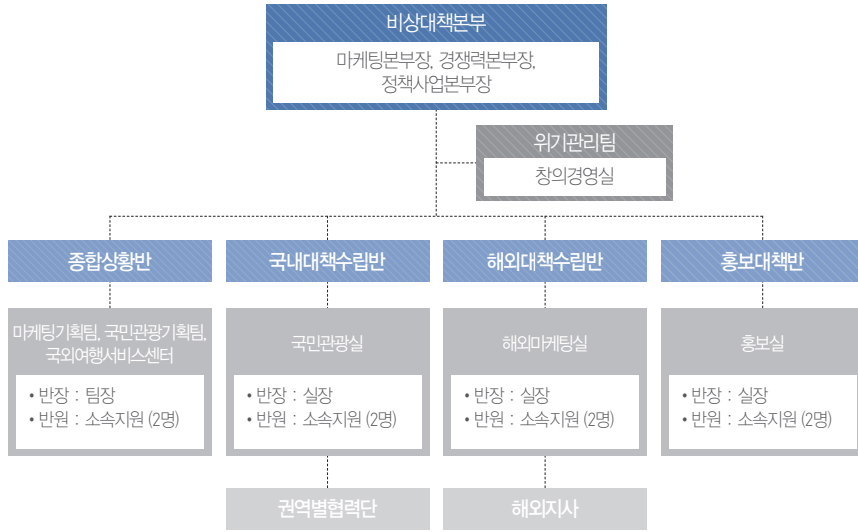 비상대책본부
마케팅본부장, 경쟁력본부장,
정책사업본부장
위기관리팀
창의경영실
종합상황반
국내대책수립반
해외대책수립반
홍보대책반
마케팅기획팀, 국민관광기획팀,
국외여행서비스센터
• 반장 : 팀장
• 반원 : 소속지원 (2명)
국민관광실
• 반장 : 실장
• 반원 : 소속지원 (2명)
해외마케팅실
• 반장 : 실장
• 반원 : 소속지원 (2명)
홍보실
• 반장 : 실장
• 반원 : 소속지원 (2명)
권역별협력단
해외지사